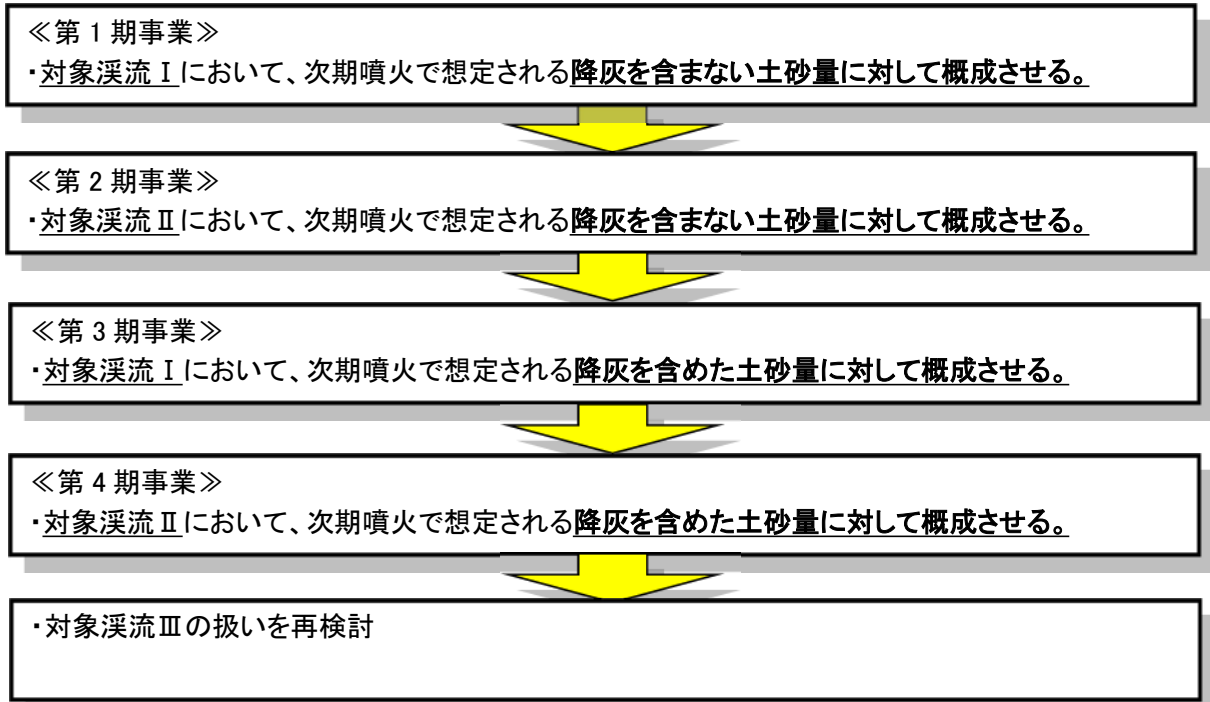 ≪第１期事業≫
・対象渓流Ⅰにおいて、次期噴火で想定される降灰を含まない土砂量に対して概成させる。
≪第２期事業≫
・対象渓流Ⅱにおいて、次期噴火で想定される降灰を含まない土砂量に対して概成させる。
≪第３期事業≫
・対象渓流Ⅰにおいて、次期噴火で想定される降灰を含めた土砂量に対して概成させる。
≪第４期事業≫
・対象渓流Ⅱにおいて、次期噴火で想定される降灰を含めた土砂量に対して概成させる。
・対象渓流Ⅲの扱いを再検討